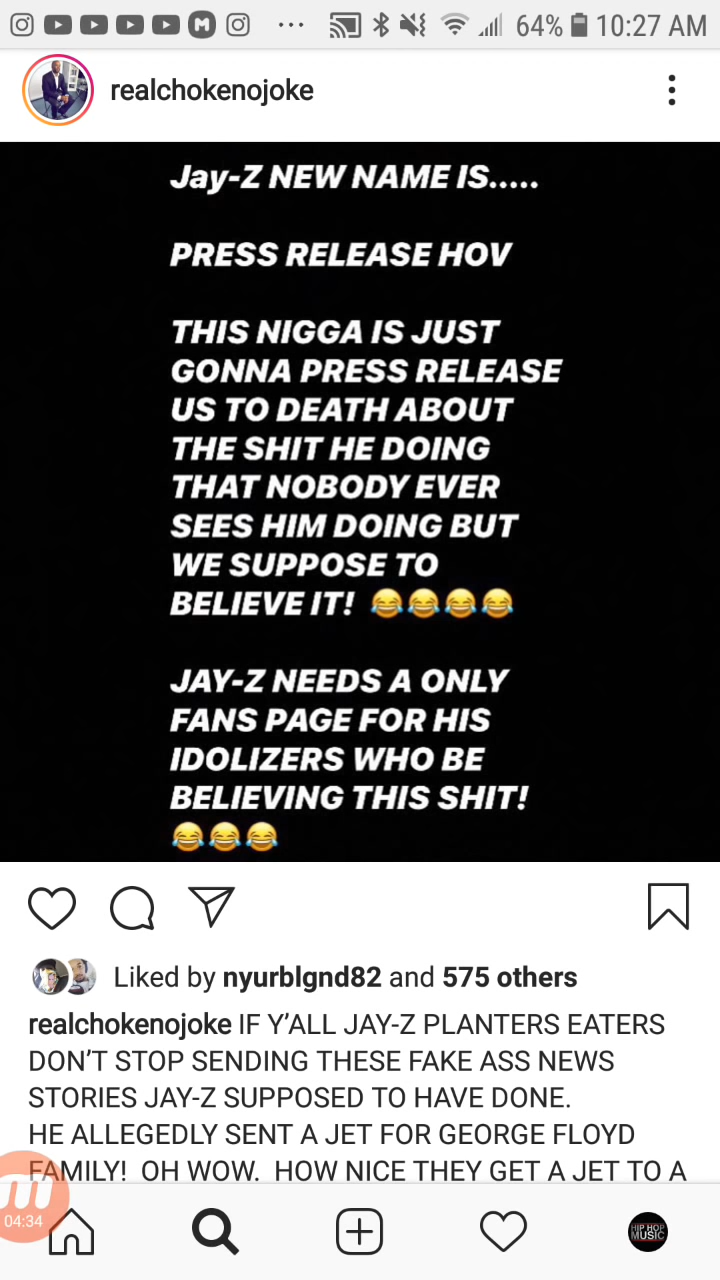 64% 10:27 AM
realchokenojoke
Jay-Z NEW NAME IS.....
PRESS RELEASE HOV
THIS NIGGA IS JUST
GONNA PRESS RELEASE
US TO DEATH ABOUT
THE SHIT HE DOING
THAT NOBODY EVER
SEES HIM DOING BUT
WE SUPPOSE TO
BELIEVE IT! 😂😂😂😂
JAY-Z NEEDS A ONLY
FANS PAGE FOR HIS
IDOLIZERS WHO BE
BELIEVING THIS SHIT!
😂😂😂
Liked by nyurblgnd82 and 575 others
realchokenojoke IF Y'ALL JAY-Z PLANTERS EATERS
DON'T STOP SENDING THESE FAKE ASS NEWS
STORIES JAY-Z SUPPOSED TO HAVE DONE.
HE ALLEGEDLY SENT A JET FOR GEORGE FLOYD
FAMILY! OH WOW. HOW NICE THEY GET A JET TO A
04:34
HIP HOP
MUSIC